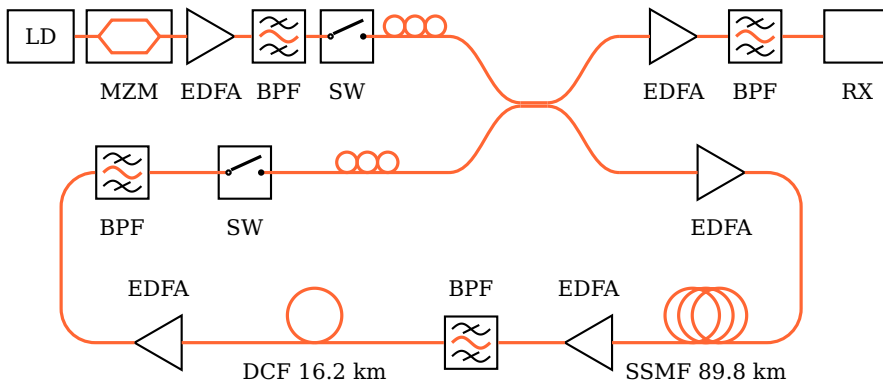 LD
MZM
EDFA
BPF
SW
EDFA
BPF
RX
BPF
SW
EDFA
EDFA
BPF
EDFA
DCF 16.2 km
SSMF 89.8 km